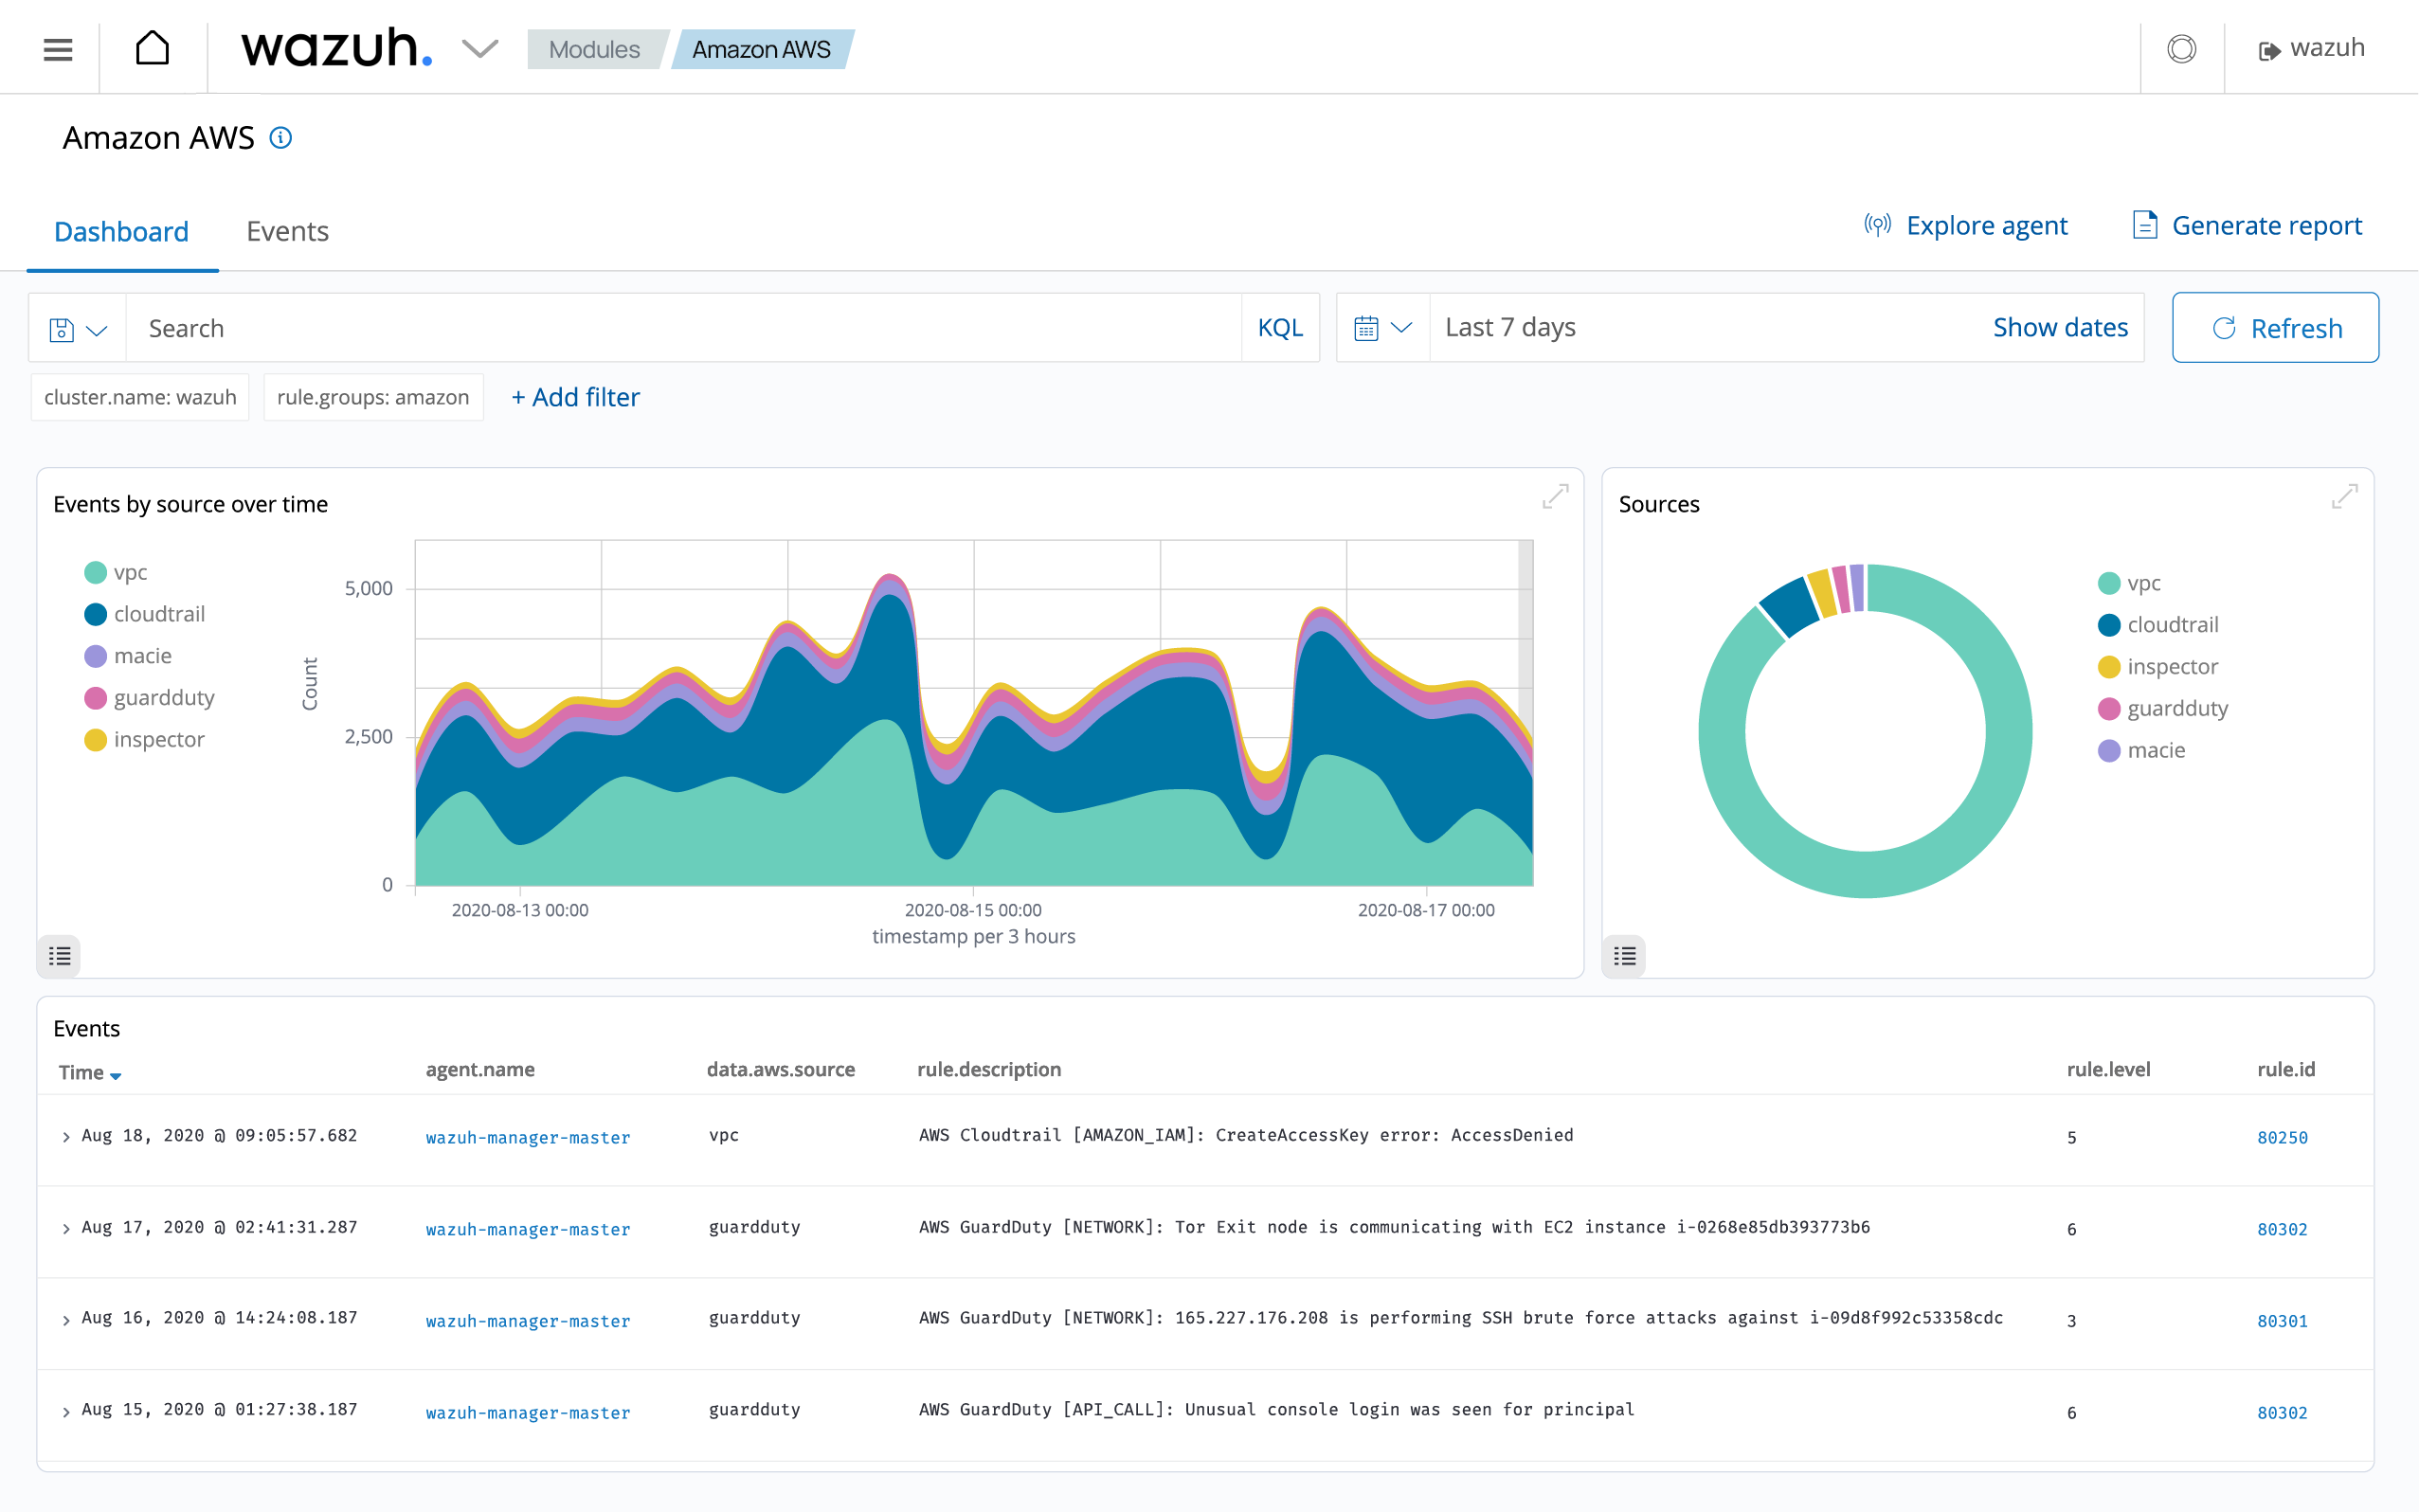 wazuh. Modules Amazon AWS wazuh
Amazon AWS
Dashboard Events Explore agent Generate report
Search KQL Last 7 days Show dates Refresh
cluster.name: wazuh rule.groups: amazon + Add filter
Events by source over time
vpc
cloudtrail
macie
guardduty
inspector
Count
5,000
2,500
0
2020-08-13 00:00 2020-08-15 00:00 2020-08-17 00:00
timestamp per 3 hours
Sources
vpc
cloudtrail
inspector
guardduty
macie
Events
Time agent.name data.aws.source rule.description rule.level rule.id
Aug 18, 2020 @ 09:05:57.682 wazuh-manager-master vpc AWS Cloudtrail [AMAZON_IAM]: CreateAccessKey error: AccessDenied 5 80250
Aug 17, 2020 @ 02:41:31.287 wazuh-manager-master guardduty AWS GuardDuty [NETWORK]: Tor Exit node is communicating with EC2 instance i-0268e85db393773b6 6 80302
Aug 16, 2020 @ 14:24:08.187 wazuh-manager-master guardduty AWS GuardDuty [NETWORK]: 165.227.176.208 is performing SSH brute force attacks against i-09d8f992c53358cdc 3 80301
Aug 15, 2020 @ 01:27:38.187 wazuh-manager-master guardduty AWS GuardDuty [API_CALL]: Unusual console login was seen for principal 6 80302